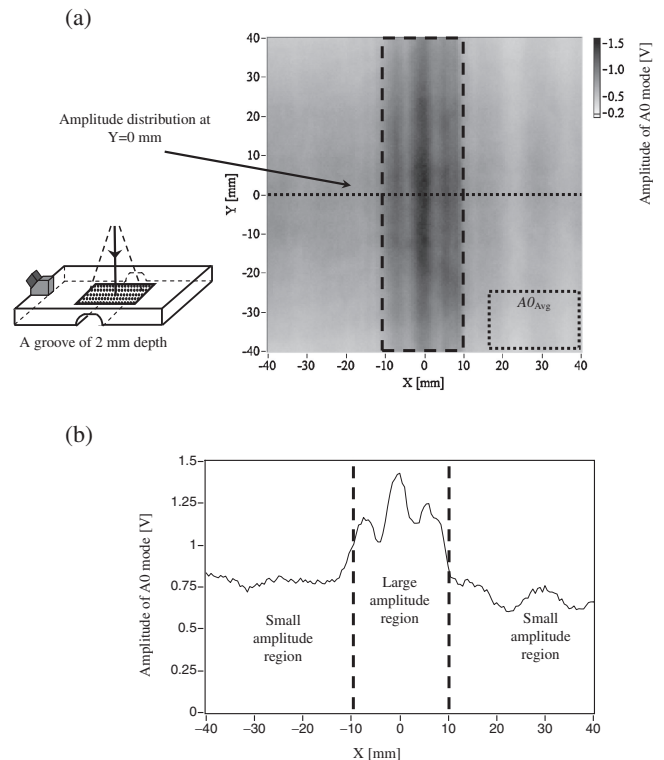 (a)
Amplitude distribution at
Y=0 mm
A groove of 2 mm depth
40
30
20
10
0
-10
-20
-30
-40
Y [mm]
-40 -30 -20 -10 0 10 20 30 40
X [mm]
A0Avg
-1.5
-1.0
-0.5
-0.2
Amplitude of A0 mode [V]
(b)
1.5
1.25
1
0.75
0.5
0.25
0
Amplitude of A0 mode [V]
Small
amplitude
region
Large
amplitude
region
Small
amplitude
region
−40 −30 −20 −10 0 10 20 30 40
X [mm]